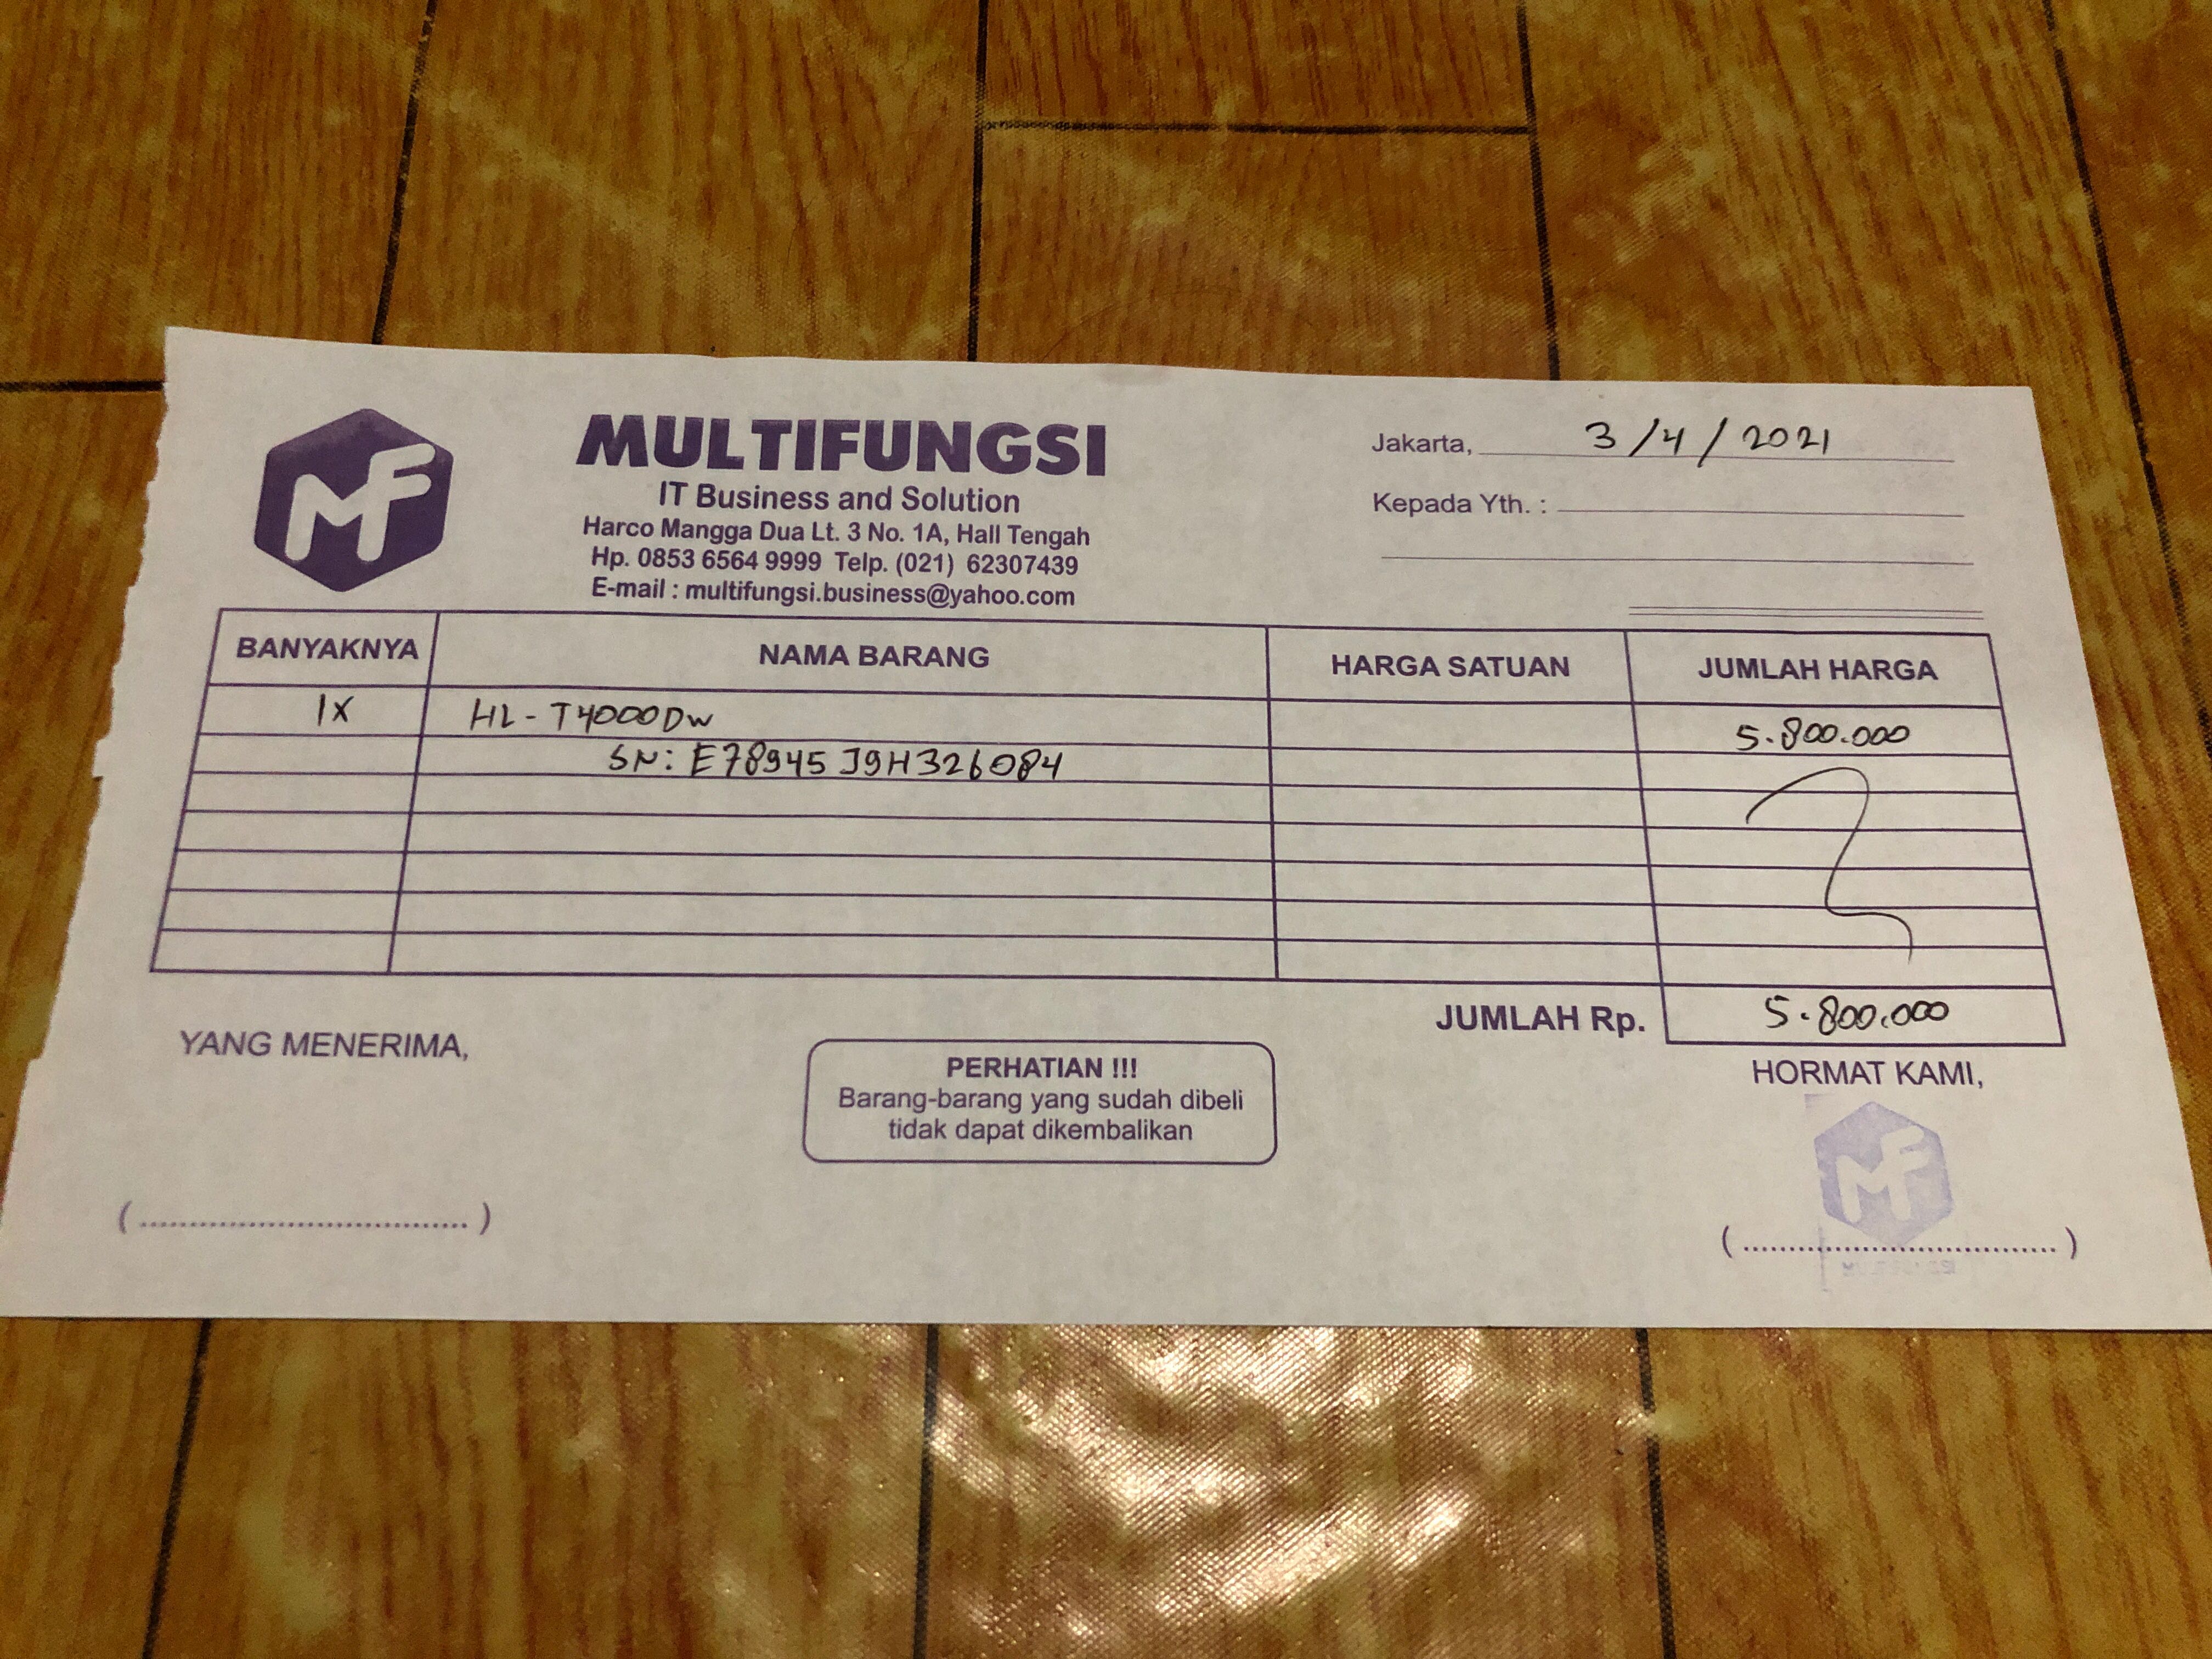 MF
MULTIFUNGSI
IT Business and Solution
Harco Mangga Dua Lt. 3 No. 1A, Hall Tengah
Hp. 0853 6564 9999 Telp. (021) 62307439
E-mail : multifungsi.business@yahoo.com
Jakarta, 3/4/2021
Kepada Yth. :
BANYAKNYA NAMA BARANG HARGA SATUAN JUMLAH HARGA
1X HL-T4000DW 5.800.000
SN: E78945J9H326084
JUMLAH Rp. 5.800.000
YANG MENERIMA,
PERHATIAN !!!
Barang-barang yang sudah dibeli
tidak dapat dikembalikan
HORMAT KAMI,
MF
(..................................)
(..................................)